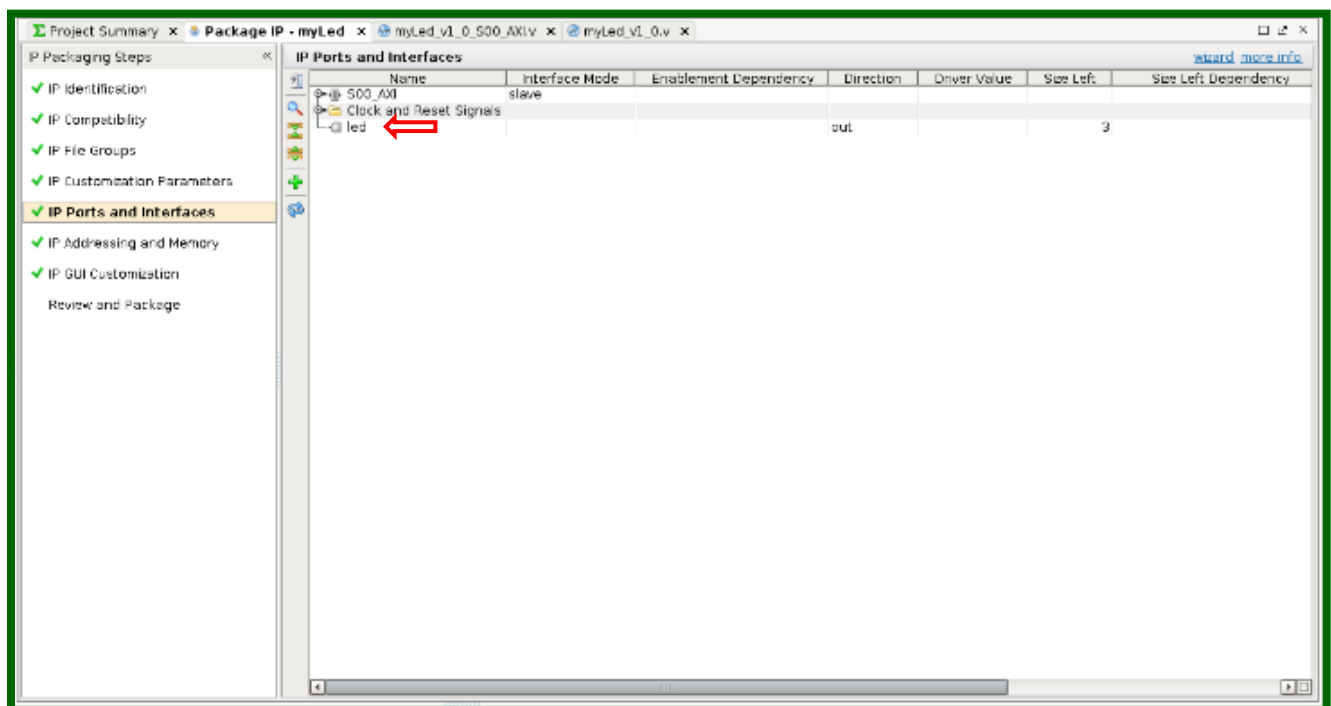 Project Summary × Package IP - myLed × myLed_v1_0_S00_AXI.v × myLed_v1_0.v ×
IP Packaging Steps «
IP Ports and Interfaces wizard more info
Name Interface Mode Enablement Dependency Direction Driver Value Size Left Size Left Dependency
IP Identification
S00_AXI slave
Clock and Reset Signals
IP Compatibility
led out 3
IP File Groups
IP Customization Parameters
IP Ports and Interfaces
IP Addressing and Memory
IP GUI Customization
Review and Package